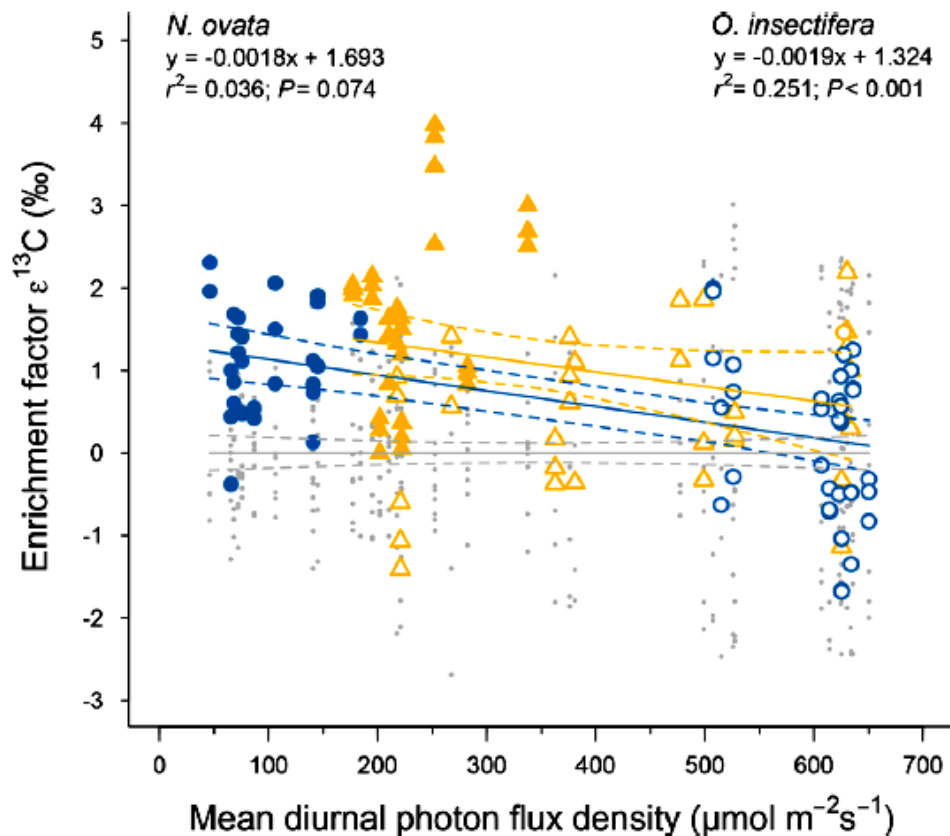 N. ovata
y = -0.0018x + 1.693
r²= 0.036; P= 0.074
O. insectifera
y = -0.0019x + 1.324
r²= 0.251; P< 0.001
Enrichment factor ε¹³C (‰)
5
4
3
2
1
0
-1
-2
-3
0 100 200 300 400 500 600 700
Mean diurnal photon flux density (µmol m⁻²s⁻¹)